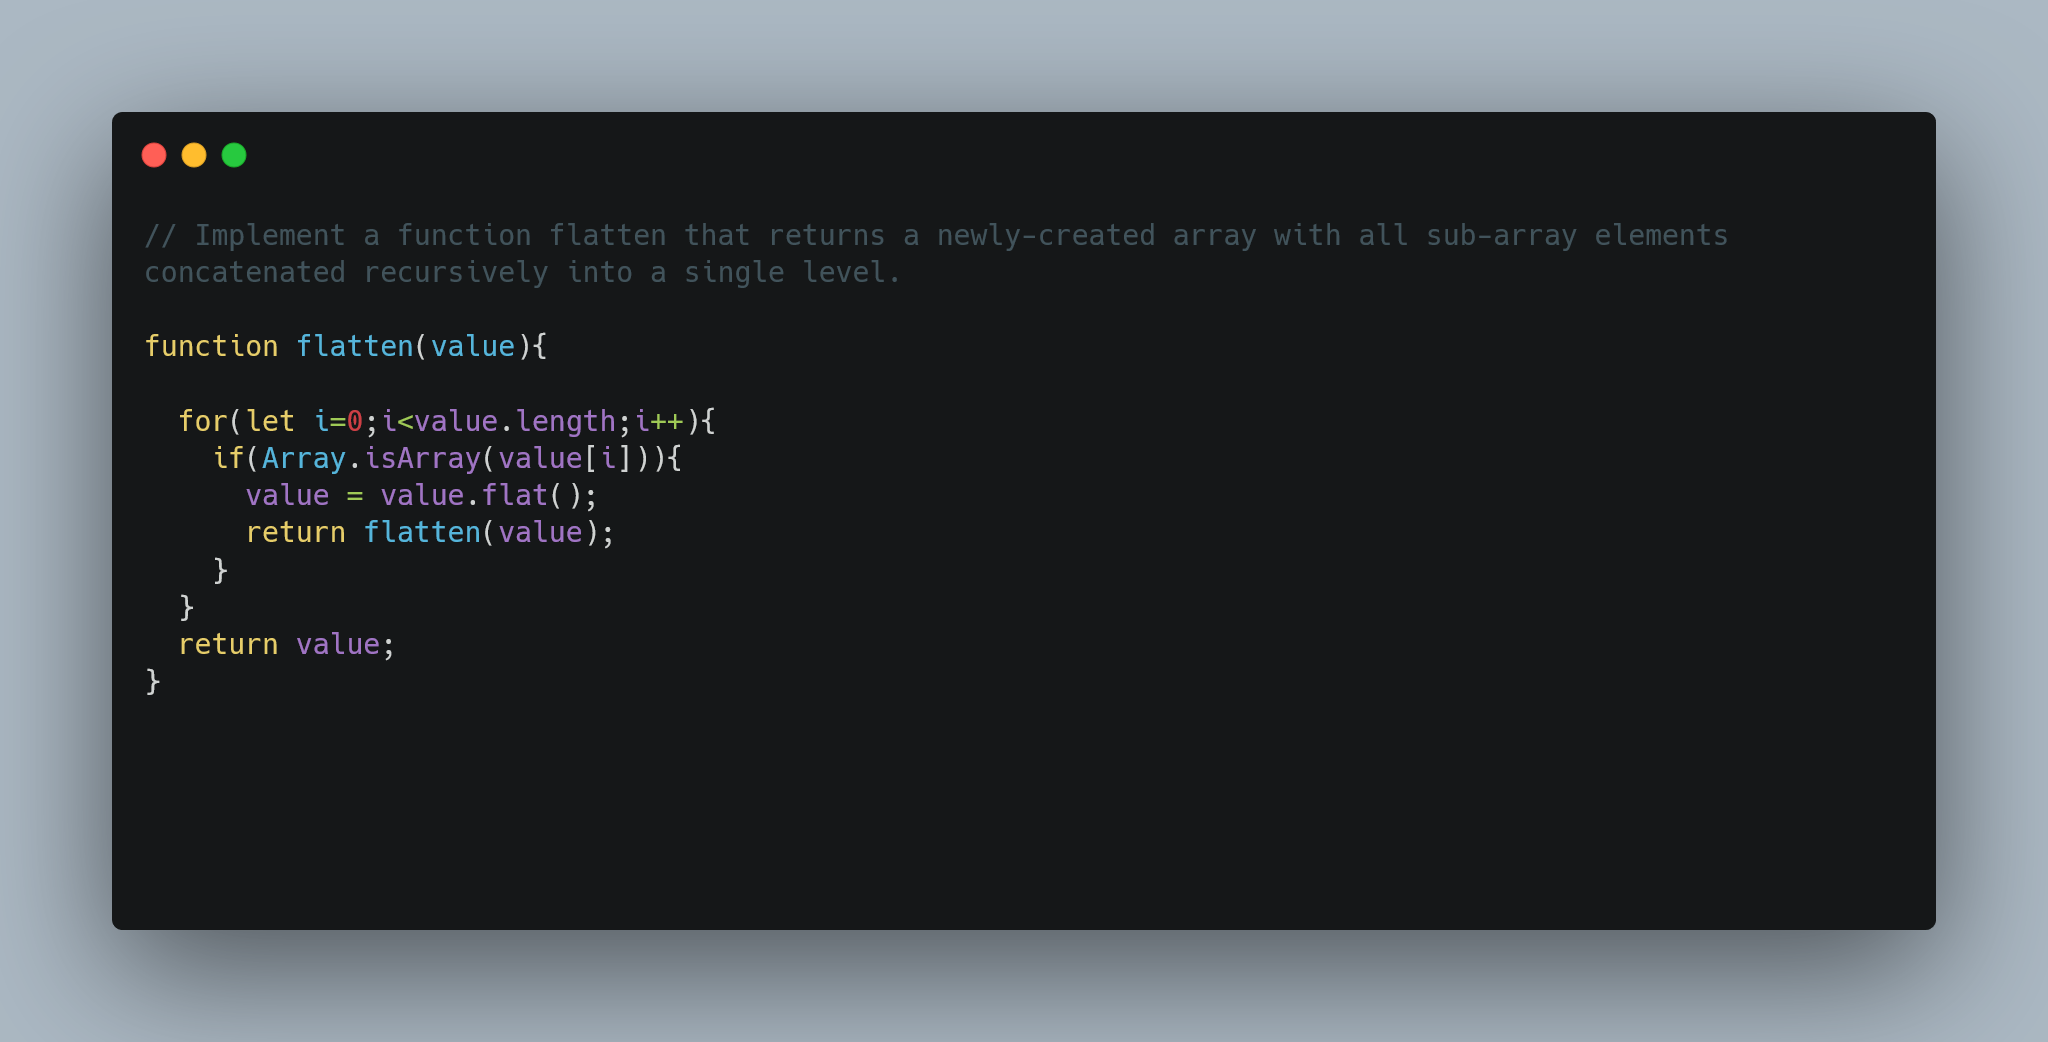 // Implement a function flatten that returns a newly-created array with all sub-array elements
concatenated recursively into a single level.
function flatten(value){
for(let i=0;i<value.length;i++){
if(Array.isArray(value[i])){
value = value.flat();
return flatten(value);
}
}
return value;
}